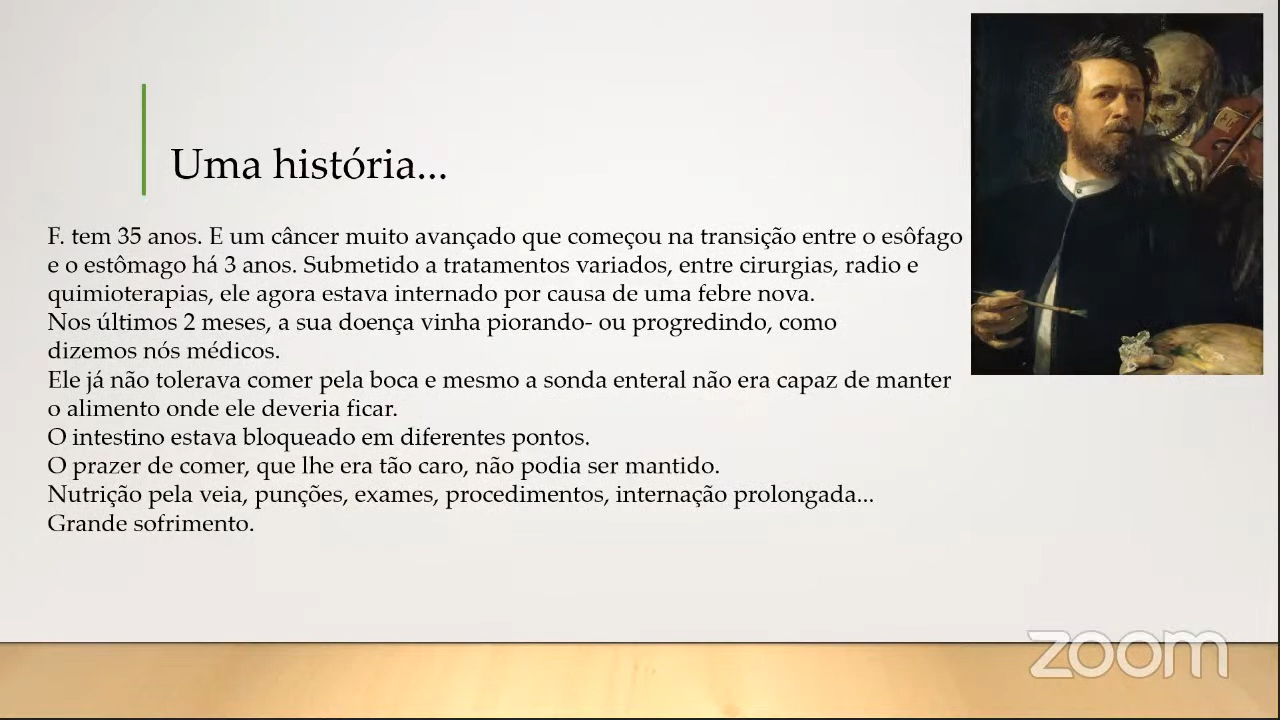 Uma história...
F. tem 35 anos. E um câncer muito avançado que começou na transição entre o esôfago
e o estômago há 3 anos. Submetido a tratamentos variados, entre cirurgias, radio e
quimioterapias, ele agora estava internado por causa de uma febre nova.
Nos últimos 2 meses, a sua doença vinha piorando- ou progredindo, como
dizemos nós médicos.
Ele já não tolerava comer pela boca e mesmo a sonda enteral não era capaz de manter
o alimento onde ele deveria ficar.
O intestino estava bloqueado em diferentes pontos.
O prazer de comer, que lhe era tão caro, não podia ser mantido.
Nutrição pela veia, punções, exames, procedimentos, internação prolongada...
Grande sofrimento.
zoom